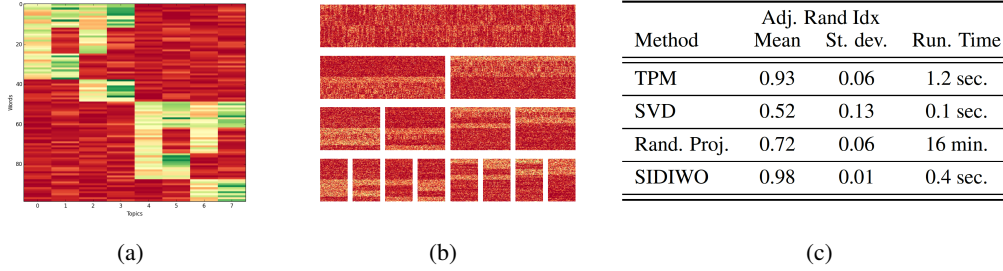 0
20
40
60
80
Words
0 1 2 3 4 5 6 7
Topics
(a)
(b)
Adj. Rand Idx
Method Mean St. dev. Run. Time
TPM 0.93 0.06 1.2 sec.
SVD 0.52 0.13 0.1 sec.
Rand. Proj. 0.72 0.06 16 min.
SIDIWO 0.98 0.01 0.4 sec.
(c)